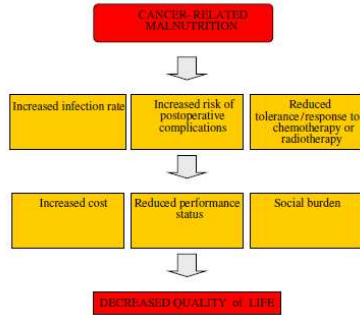 CANCER- RELATED
MALNUTRITION
Increased infection rate
Increased risk of
postoperative
complications
Reduced
tolerance/response to
chemotherapy or
radiotherapy
Increased cost
Reduced performance
status
Social burden
DECREASED QUALITY of LIFE